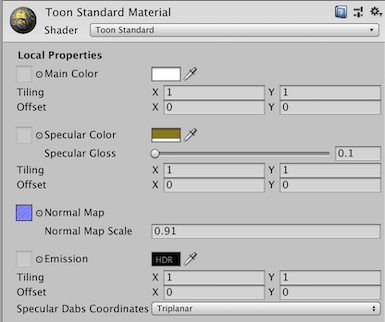 Toon Standard Material
Shader Toon Standard
Local Properties
Main Color
Tiling X 1 Y 1
Offset X 0 Y 0
Specular Color
Specular Gloss 0.1
Tiling X 1 Y 1
Offset X 0 Y 0
Normal Map
Normal Map Scale 0.91
Emission HDR
Tiling X 1 Y 1
Offset X 0 Y 0
Specular Dabs Coordinates Triplanar